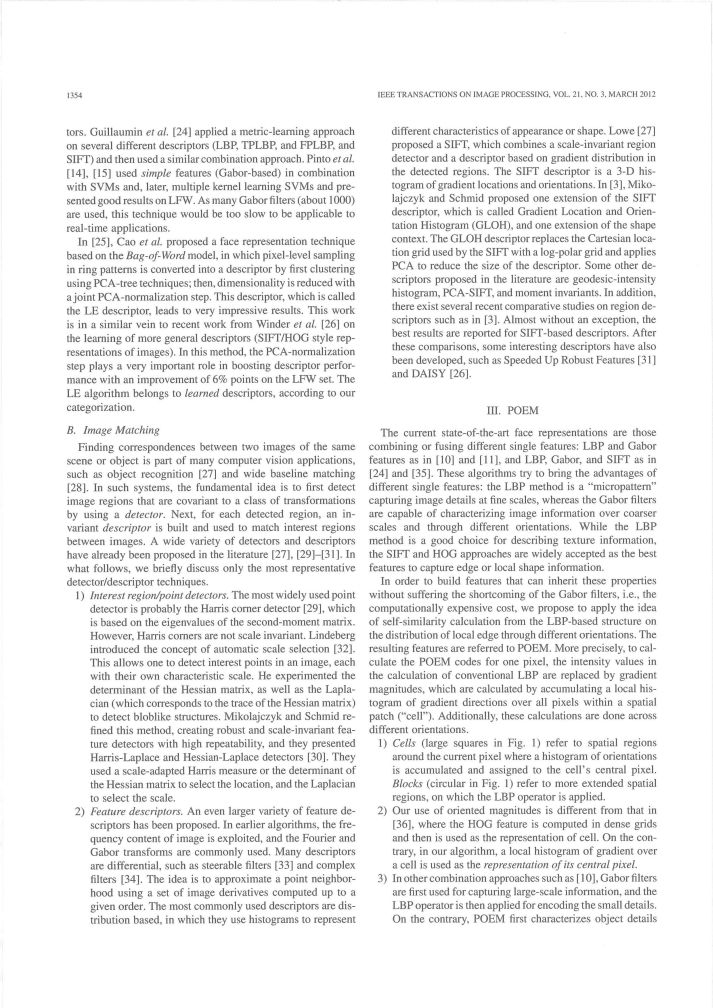 1354
IEEE TRANSACTIONS ON IMAGE PROCESSING, VOL. 21, NO. 3, MARCH 2012
tors. Guillaumin et al. [24] applied a metric-learning approach
on several different descriptors (LBP, TPLBP, and FPLBP, and
SIFT) and then used a similar combination approach. Pinto et al.
[14], [15] used simple features (Gabor-based) in combination
with SVMs and, later, multiple kernel learning SVMs and pre-
sented good results on LFW. As many Gabor filters (about 1000)
are used, this technique would be too slow to be applicable to
real-time applications.
In [25], Cao et al. proposed a face representation technique
based on the Bag-of-Word model, in which pixel-level sampling
in ring patterns is converted into a descriptor by first clustering
using PCA-tree techniques; then, dimensionality is reduced with
a joint PCA-normalization step. This descriptor, which is called
the LE descriptor, leads to very impressive results. This work
is in a similar vein to recent work from Winder et al. [26] on
the learning of more general descriptors (SIFT/HOG style rep-
resentations of images). In this method, the PCA-normalization
step plays a very important role in boosting descriptor perfor-
mance with an improvement of 6% points on the LFW set. The
LE algorithm belongs to learned descriptors, according to our
categorization.
B. Image Matching
Finding correspondences between two images of the same
scene or object is part of many computer vision applications,
such as object recognition [27] and wide baseline matching
[28]. In such systems, the fundamental idea is to first detect
image regions that are covariant to a class of transformations
by using a detector. Next, for each detected region, an in-
variant descriptor is built and used to match interest regions
between images. A wide variety of detectors and descriptors
have already been proposed in the literature [27], [29]–[31]. In
what follows, we briefly discuss only the most representative
detector/descriptor techniques.
1) Interest region/point detectors. The most widely used point
detector is probably the Harris corner detector [29], which
is based on the eigenvalues of the second-moment matrix.
However, Harris corners are not scale invariant. Lindeberg
introduced the concept of automatic scale selection [32].
This allows one to detect interest points in an image, each
with their own characteristic scale. He experimented the
determinant of the Hessian matrix, as well as the Lapla-
cian (which corresponds to the trace of the Hessian matrix)
to detect bloblike structures. Mikolajczyk and Schmid re-
fined this method, creating robust and scale-invariant fea-
ture detectors with high repeatability, and they presented
Harris-Laplace and Hessian-Laplace detectors [30]. They
used a scale-adapted Harris measure or the determinant of
the Hessian matrix to select the location, and the Laplacian
to select the scale.
2) Feature descriptors. An even larger variety of feature de-
scriptors has been proposed. In earlier algorithms, the fre-
quency content of image is exploited, and the Fourier and
Gabor transforms are commonly used. Many descriptors
are differential, such as steerable filters [33] and complex
filters [34]. The idea is to approximate a point neighbor-
hood using a set of image derivatives computed up to a
given order. The most commonly used descriptors are dis-
tribution based, in which they use histograms to represent
different characteristics of appearance or shape. Lowe [27]
proposed a SIFT, which combines a scale-invariant region
detector and a descriptor based on gradient distribution in
the detected regions. The SIFT descriptor is a 3-D his-
togram of gradient locations and orientations. In [3], Miko-
lajczyk and Schmid proposed one extension of the SIFT
descriptor, which is called Gradient Location and Orien-
tation Histogram (GLOH), and one extension of the shape
context. The GLOH descriptor replaces the Cartesian loca-
tion grid used by the SIFT with a log-polar grid and applies
PCA to reduce the size of the descriptor. Some other de-
scriptors proposed in the literature are geodesic-intensity
histogram, PCA-SIFT, and moment invariants. In addition,
there exist several recent comparative studies on region de-
scriptors such as in [3]. Almost without an exception, the
best results are reported for SIFT-based descriptors. After
these comparisons, some interesting descriptors have also
been developed, such as Speeded Up Robust Features [31]
and DAISY [26].
III. POEM
The current state-of-the-art face representations are those
combining or fusing different single features: LBP and Gabor
features as in [10] and [11], and LBP, Gabor, and SIFT as in
[24] and [35]. These algorithms try to bring the advantages of
different single features: the LBP method is a “micropattern”
capturing image details at fine scales, whereas the Gabor filters
are capable of characterizing image information over coarser
scales and through different orientations. While the LBP
method is a good choice for describing texture information,
the SIFT and HOG approaches are widely accepted as the best
features to capture edge or local shape information.
In order to build features that can inherit these properties
without suffering the shortcoming of the Gabor filters, i.e., the
computationally expensive cost, we propose to apply the idea
of self-similarity calculation from the LBP-based structure on
the distribution of local edge through different orientations. The
resulting features are referred to POEM. More precisely, to cal-
culate the POEM codes for one pixel, the intensity values in
the calculation of conventional LBP are replaced by gradient
magnitudes, which are calculated by accumulating a local his-
togram of gradient directions over all pixels within a spatial
patch (“cell”). Additionally, these calculations are done across
different orientations.
1) Cells (large squares in Fig. 1) refer to spatial regions
around the current pixel where a histogram of orientations
is accumulated and assigned to the cell's central pixel.
Blocks (circular in Fig. 1) refer to more extended spatial
regions, on which the LBP operator is applied.
2) Our use of oriented magnitudes is different from that in
[36], where the HOG feature is computed in dense grids
and then is used as the representation of cell. On the con-
trary, in our algorithm, a local histogram of gradient over
a cell is used as the representation of its central pixel.
3) In other combination approaches such as [10], Gabor filters
are first used for capturing large-scale information, and the
LBP operator is then applied for encoding the small details.
On the contrary, POEM first characterizes object details